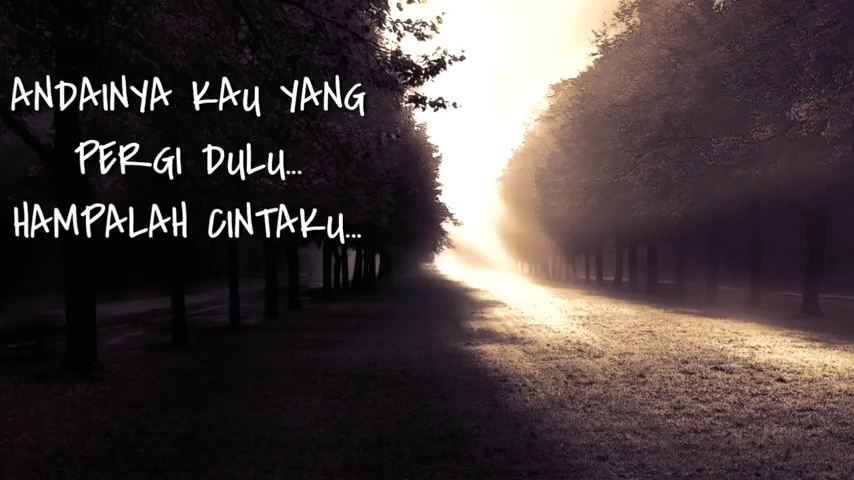 ANDAINYA KAU YANG
PERGI DULU...
HAMPALAH CINTAKU...